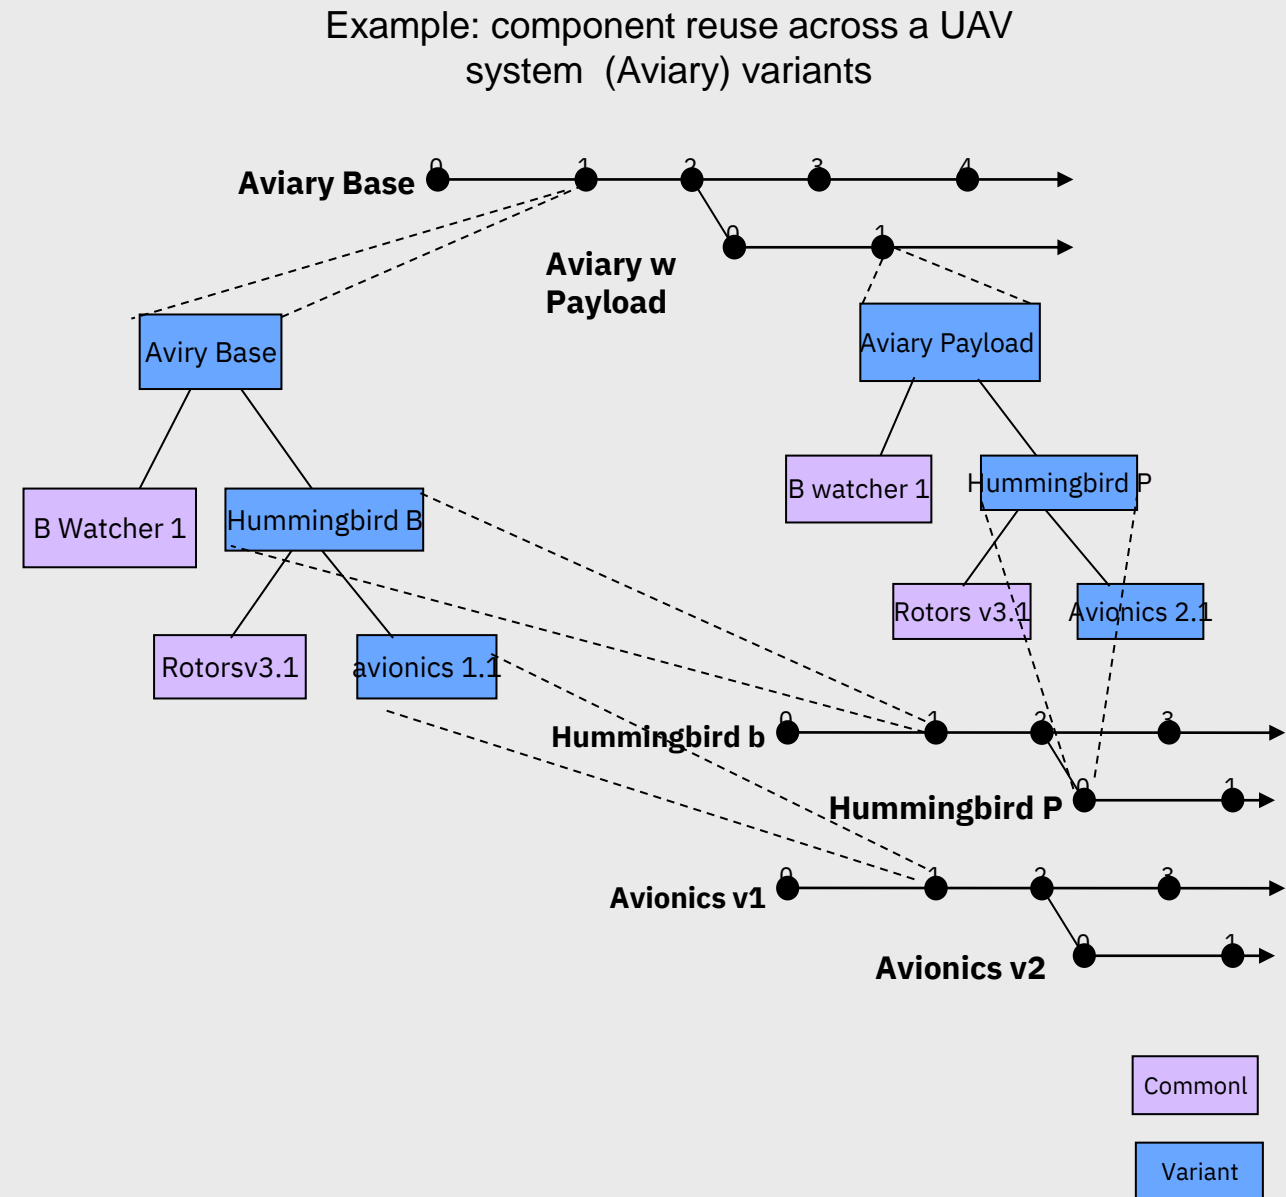 Example: component reuse across a UAV
system (Aviary) variants
0 1 2 3 4
Aviary Base
0 1
Aviary w
Payload
Aviry Base
Aviary Payload
B Watcher 1
Hummingbird B
B watcher 1
Hummingbird P
Rotorsv3.1
avionics 1.1
Rotors v3.1
Avionics 2.1
0 1 2 3
Hummingbird b
0 1
Hummingbird P
0 1 2 3
Avionics v1
0 1
Avionics v2
Commonl
Variant